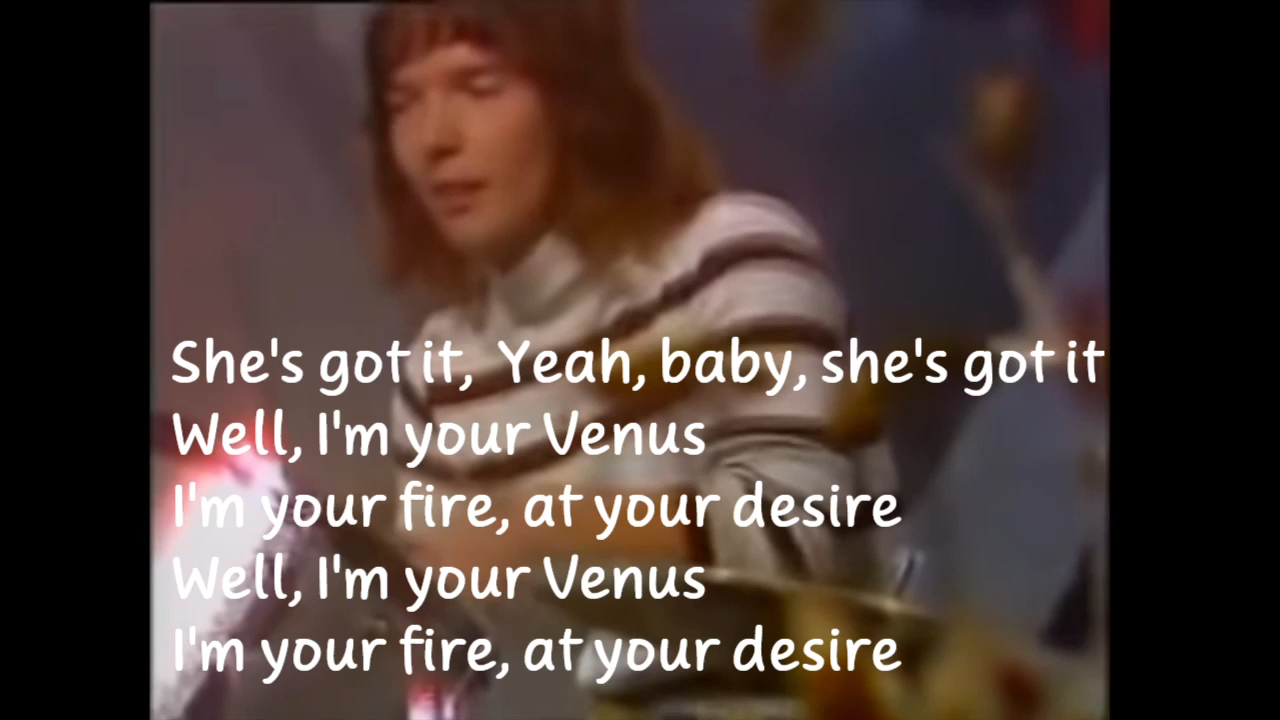 She's got it, Yeah, baby, she's got it
Well, I'm your Venus
I'm your fire, at your desire
Well, I'm your Venus
I'm your fire, at your desire